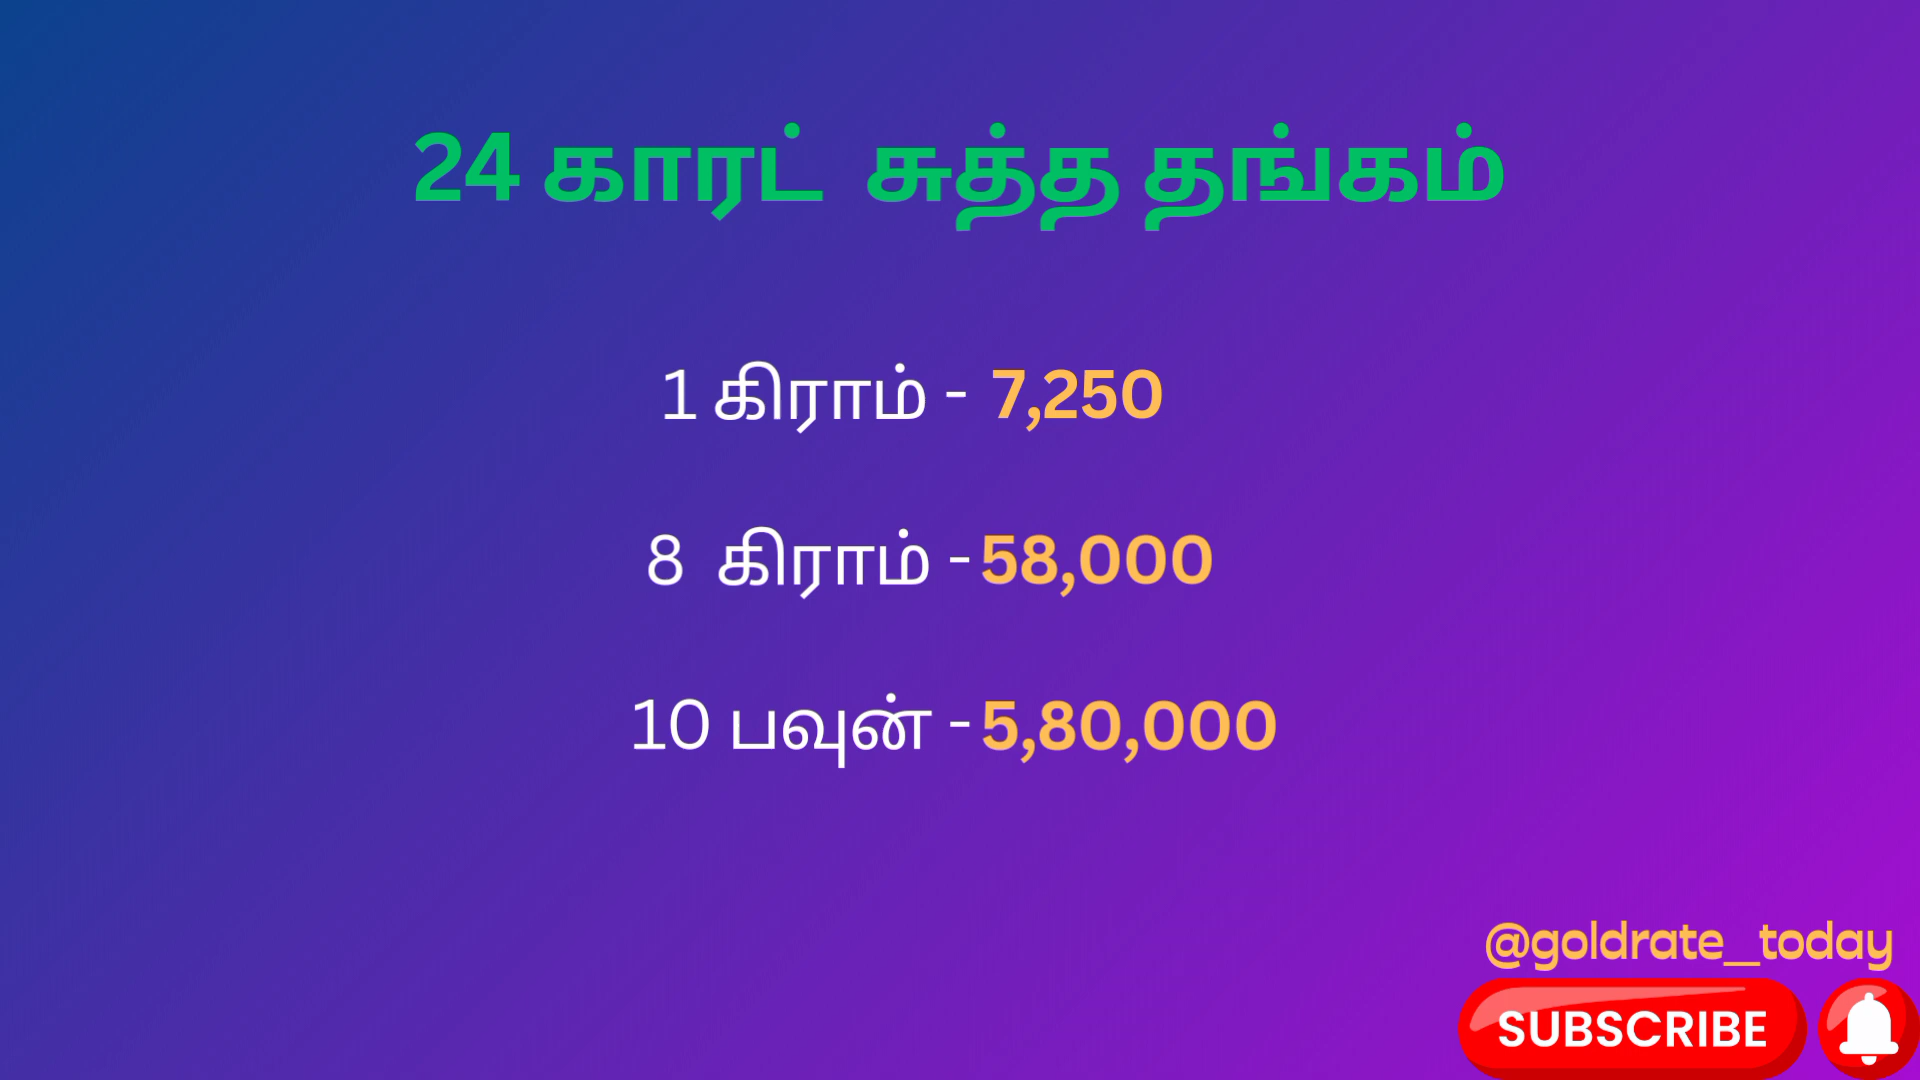 24 காரட் சுத்த தங்கம்
1 கிராம் - 7,250
8 கிராம் -58,000
10 பவுன் -5,80,000
@goldrate_today
SUBSCRIBE